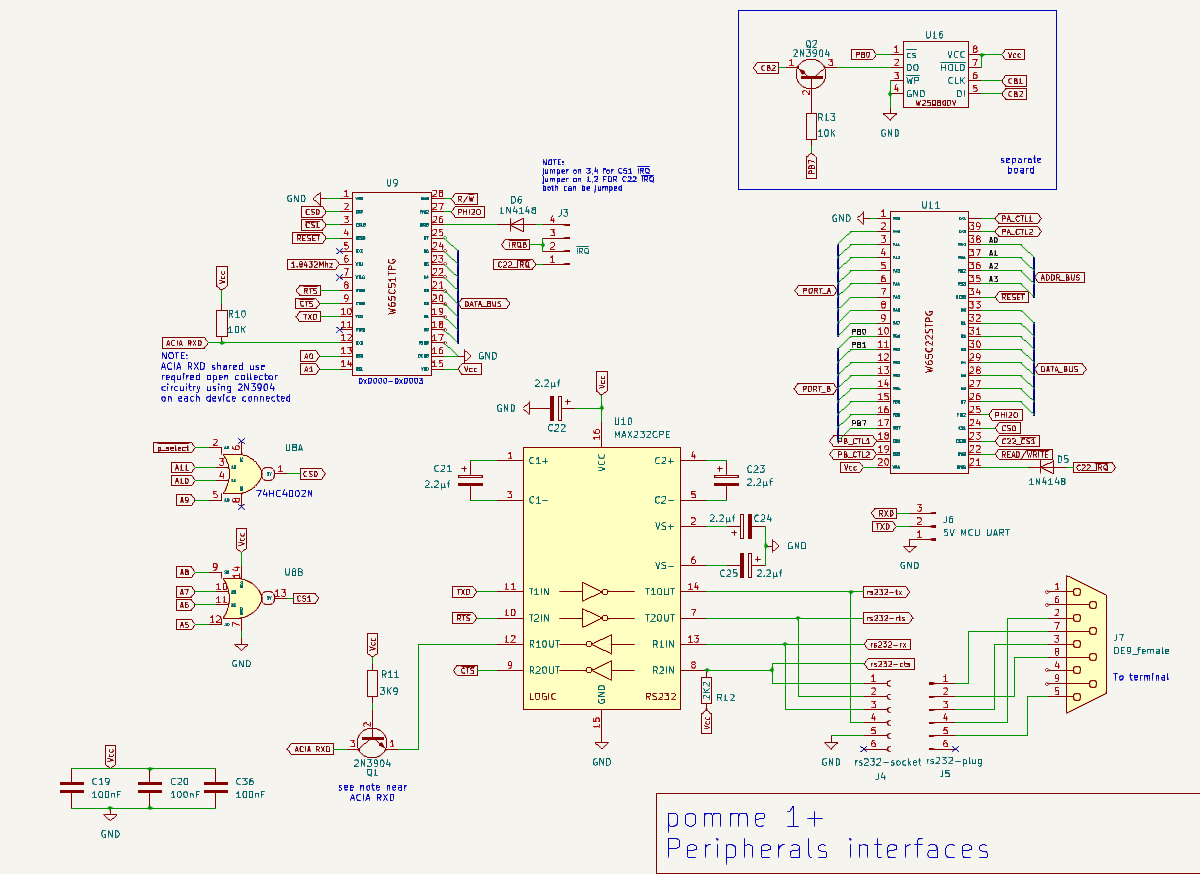 U16
Q2
2N3904
CB2
1
3
2
PB0
1 CS
2 DO
3 WP
4 GND
VCC 8
HOLD 7
CLK 6
DI 5
Vcc
CB1
CB2
W25Q80DV
GND
R13
10K
PB7
separate
board
NOTE:
jumper on 3,4 for C51 IRQ
jumper on 1,2 FOR C22 IRQ
both can be jumped
U9
W65C51TPG
GND 1
CS0 2
CS1 3
RESET 4
5
1.8432Mhz 6
7
RTS 8
CTS 9
TXD 10
11
12
A0 13
A1 14
28 R/W
27 PHI2O
26
25
24
23
22
21
20
19
18
17
16 GND
15 Vcc
DATA_BUS
0xD000-0xD003
D6
1N4148
J3
4
3
2
1
IRQB
IRQ
C22_IRQ
Vcc
R10
10K
ACIA RXD
NOTE:
ACIA RXD shared use
required open collector
circuitry using 2N3904
on each device connected
U11
W65C22STPG
GND 1
2
3
4
5
6
7
8
9
PB0 10
PB1 11
12
13
14
15
16
PB7 17
PB_CTL1 18
PB_CTL2 19
Vcc 20
PORT_A
PORT_B
40 PA_CTL1
39 PA_CTL2
38 A0
37 A1
36 A2
35 A3
34 RESET
33
32
31
30
29
28
27
26
25 PHI2O
24 CS0
23 C22_CS1
22 READ/WRITE
21
ADDR_BUS
DATA_BUS
D5
1N4148
C22_IRQ
2.2µf
Vcc
GND
C22
U10
MAX232CPE
16
VCC
1 C1+
3 C1-
C2+ 4
C2- 5
VS+ 2
VS- 6
11 T1IN
10 T2IN
12 R1OUT
9 R2OUT
T1OUT 14
T2OUT 7
R1IN 13
R2IN 8
LOGIC
GND
RS232
15
GND
C21
2.2µf
C23
2.2µf
2.2µf C24
GND
C25 2.2µf
TXD
RTS
CTS
p_select
A11
A10
A9
2
3
4
5
6
8
1
U8A
CS0
74HC4002N
Vcc
A8
A7
A6
A5
9
10
11
12
14
7
13
U8B
CS1
GND
Vcc
R11
3K9
2
3
1
ACIA RXD
2N3904
Q1
see note near
ACIA RXD
RXD 3
TXD 2
1
J6
5V MCU UART
GND
rs232-tx
rs232-rts
rs232-rx
rs232-cts
2K2
R12
Vcc
1
2
3
4
5
6
GND
rs232-socket
J4
1
2
3
4
5
6
rs232-plug
J5
1
6
2
7
3
8
4
9
5
J7
DE9_female
To terminal
Vcc
C19
100nF
C20
100nF
C36
100nF
GND
pomme 1+
Peripherals interfaces